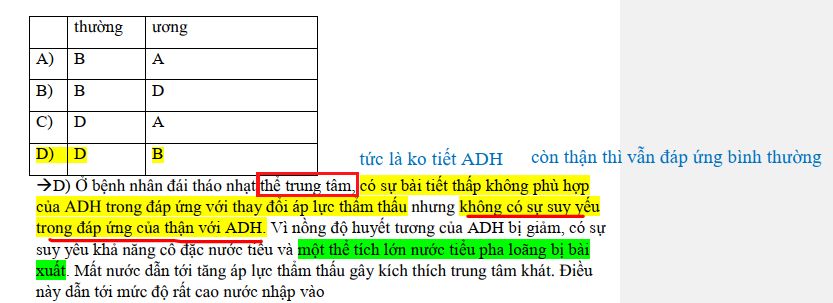 thường ương
A) B A
B) B D
C) D A
D) D B
tức là ko tiết ADH còn thận thì vẫn đáp ứng bình thường
→D) Ở bệnh nhân đái tháo nhạt thể trung tâm, có sự bài tiết thấp không phù hợp
của ADH trong đáp ứng với thay đổi áp lực thẩm thấu nhưng không có sự suy yếu
trong đáp ứng của thận với ADH. Vì nồng độ huyết tương của ADH bị giảm, có sự
suy yếu khả năng cô đặc nước tiểu và một thể tích lớn nước tiểu pha loãng bị bài
xuất. Mất nước dẫn tới tăng áp lực thẩm thấu gây kích thích trung tâm khát. Điều
này dẫn tới mức độ rất cao nước nhập vào